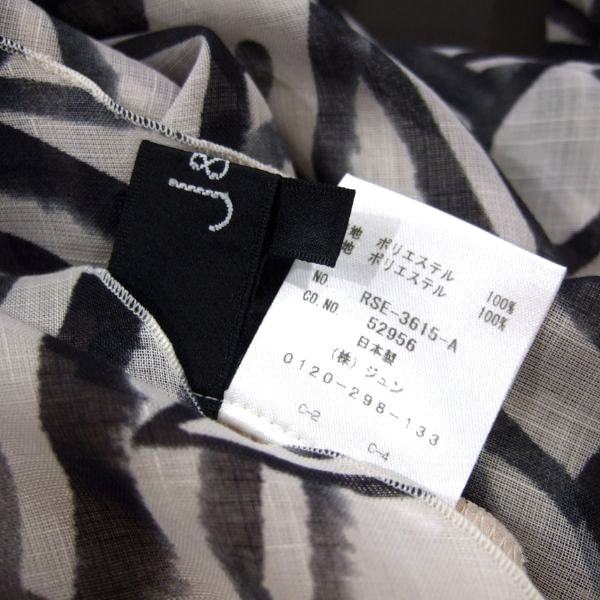 J&
地 ポリエステル 100%
地 ポリエステル 100%
NO RSE-3615-A
CO.NO 52956
日本製
(株) ジュン
0120-298-133
C-2 C-4